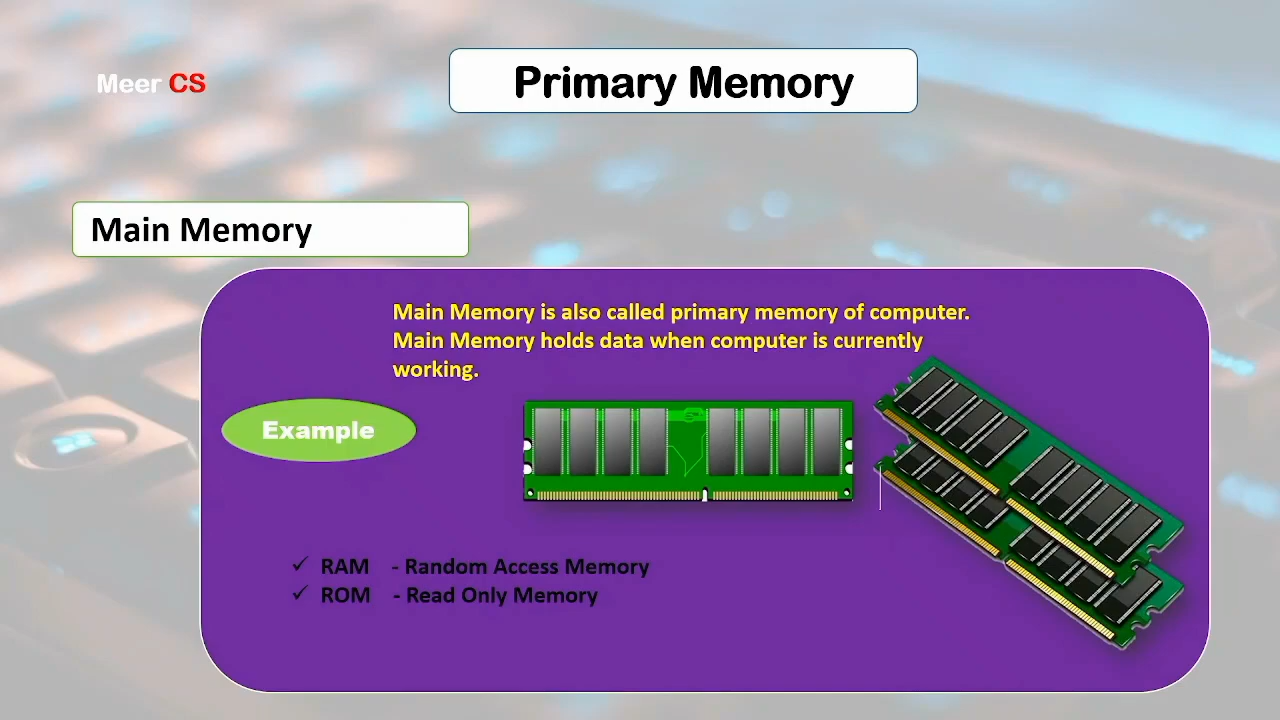 Meer CS
Primary Memory
Main Memory
Main Memory is also called primary memory of computer.
Main Memory holds data when computer is currently
working.
Example
✓ RAM - Random Access Memory
✓ ROM - Read Only Memory